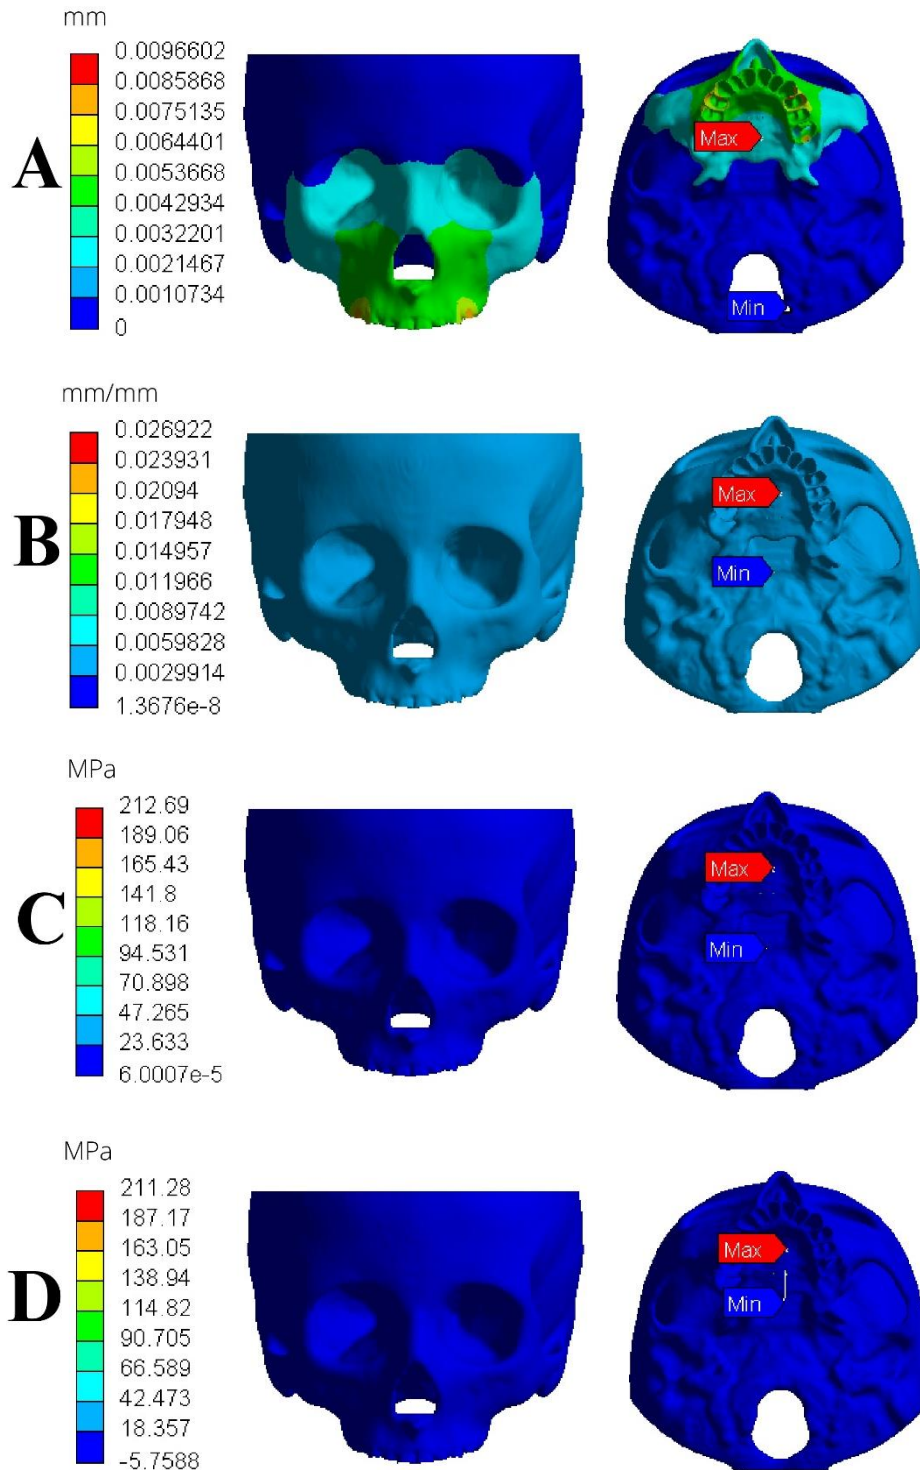 mm
0.0096602
0.0085868
0.0075135
0.0064401
0.0053668
0.0042934
0.0032201
0.0021467
0.0010734
0
A
Max
Min
mm/mm
0.026922
0.023931
0.02094
0.017948
0.014957
0.011966
0.0089742
0.0059828
0.0029914
1.3676e-8
B
Max
Min
MPa
212.69
189.06
165.43
141.8
118.16
94.531
70.898
47.265
23.633
6.0007e-5
C
Max
Min
MPa
211.28
187.17
163.05
138.94
114.82
90.705
66.589
42.473
18.357
-5.7588
D
Max
Min